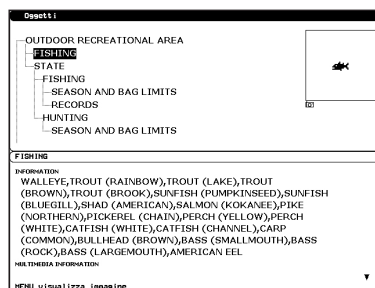 Oggetti
OUTDOOR RECREATIONAL AREA
FISHING
STATE
FISHING
SEASON AND BAG LIMITS
RECORDS
HUNTING
SEASON AND BAG LIMITS
FISHING
INFORMATION
WALLEYE,TROUT (RAINBOW),TROUT (LAKE),TROUT
(BROWN),TROUT (BROOK),SUNFISH (PUMPKINSEED),SUNFISH
(BLUEGILL),SHAD (AMERICAN),SALMON (KOKANEE),PIKE
(NORTHERN),PICKEREL (CHAIN),PERCH (YELLOW),PERCH
(WHITE),CATFISH (WHITE),CATFISH (CHANNEL),CARP
(COMMON),BULLHEAD (BROWN),BASS (SMALLMOUTH),BASS
(ROCK),BASS (LARGEMOUTH),AMERICAN EEL
MULTIMEDIA INFORMATION
MENU visualizza immagine